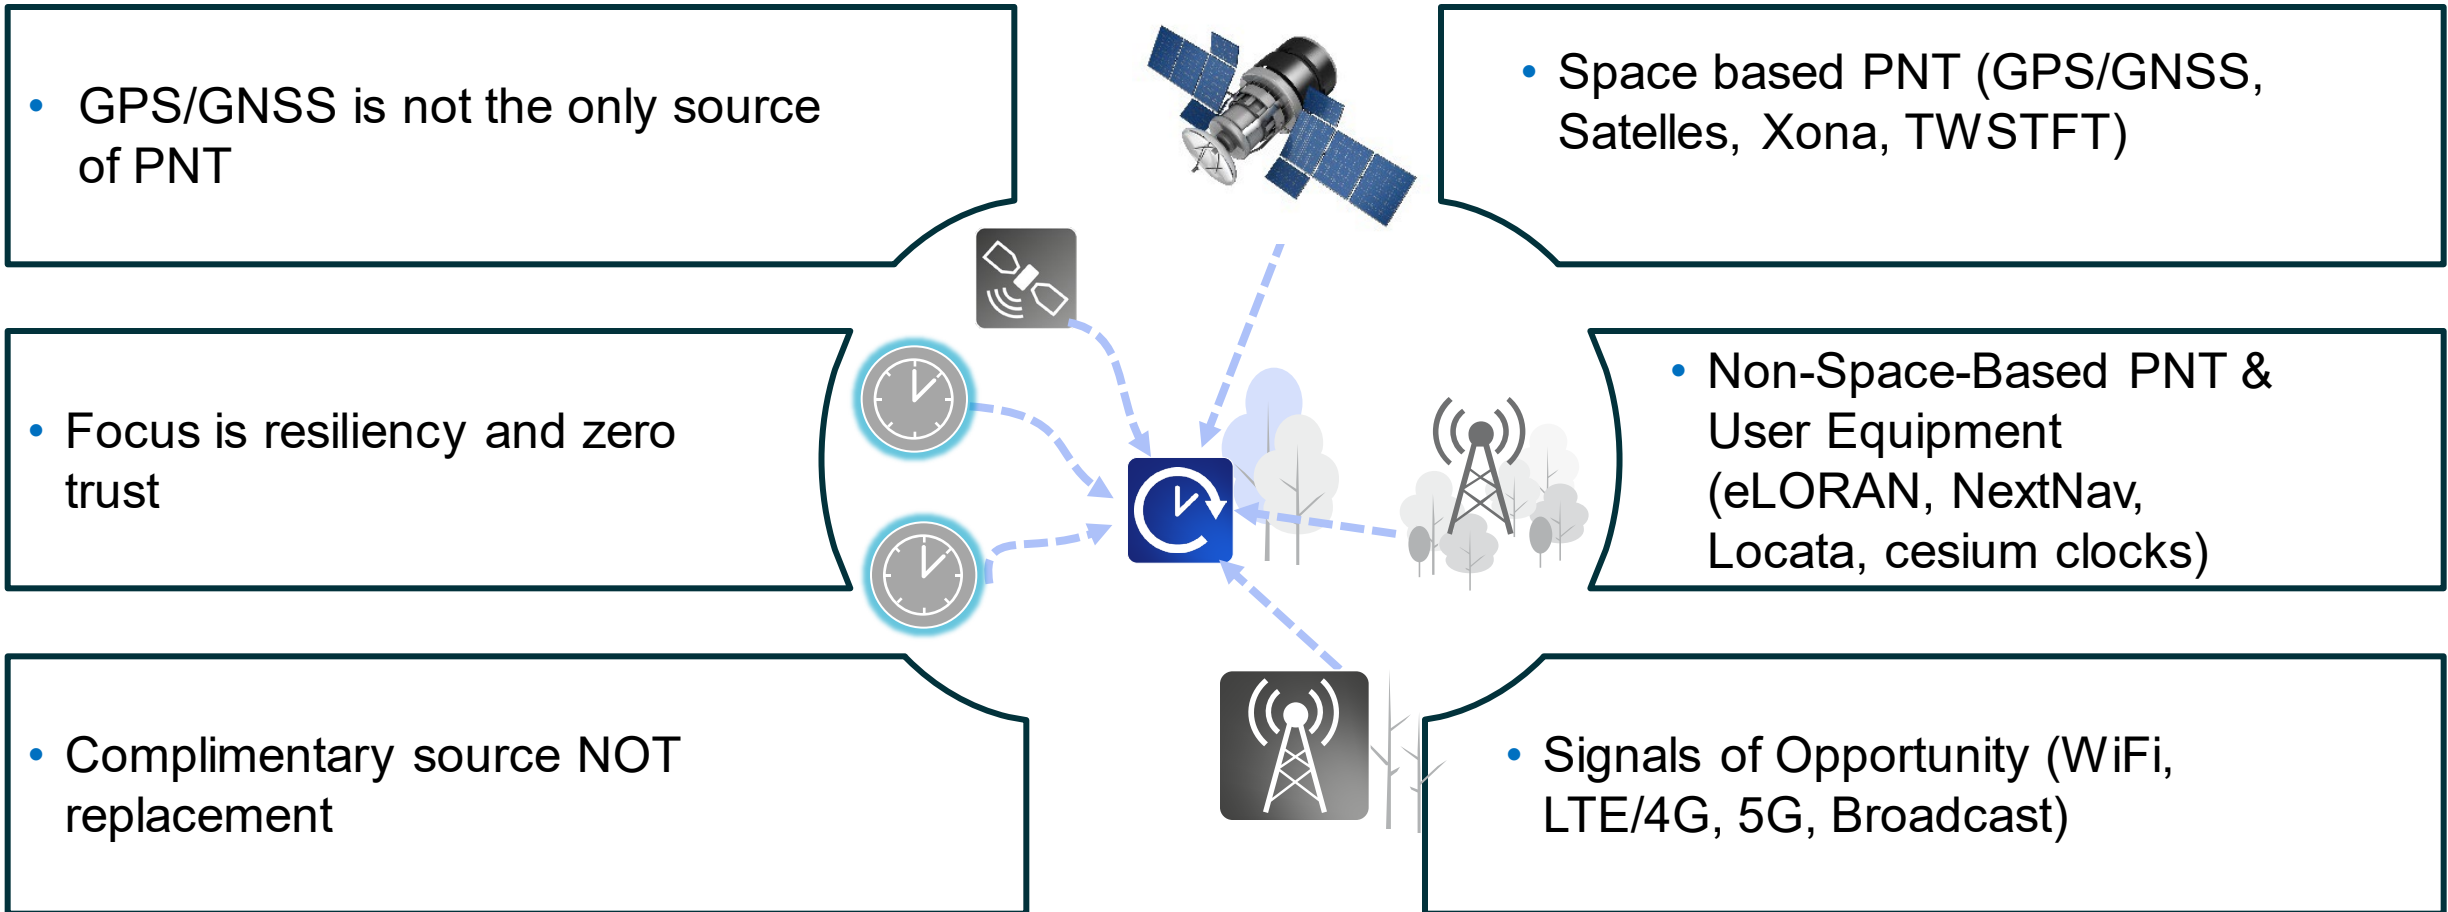 • GPS/GNSS is not the only source
of PNT
• Focus is resiliency and zero
trust
• Complimentary source NOT
replacement
• Space based PNT (GPS/GNSS,
Satelles, Xona, TWSTFT)
• Non-Space-Based PNT &
User Equipment
(eLORAN, NextNav,
Locata, cesium clocks)
• Signals of Opportunity (WiFi,
LTE/4G, 5G, Broadcast)